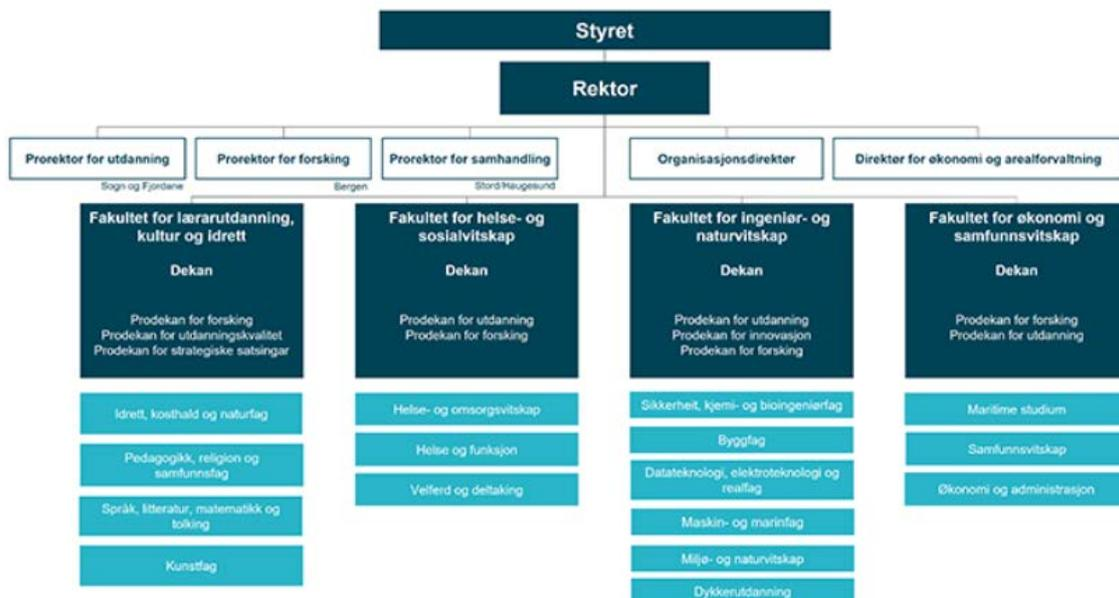 Styret
Rektor
Prorektor for utdanning
Sogn og Fjordane
Prorektor for forsking
Bergen
Prorektor for samhandling
Stord/Haugesund
Organisasjonsdirektør
Direktør for økonomi og arealforvaltning
Fakultet for lærarutdanning,
kultur og idrett
Dekan
Prodekan for forsking
Prodekan for utdanningskvalitet
Prodekan for strategiske satsingar
Idrett, kosthald og naturfag
Pedagogikk, religion og
samfunnsfag
Språk, litteratur, matematikk og
tolking
Kunstfag
Fakultet for helse- og
sosialvitskap
Dekan
Prodekan for utdanning
Prodekan for forsking
Helse- og omsorgsvitskap
Helse og funksjon
Velferd og deltaking
Fakultet for ingeniør- og
naturvitskap
Dekan
Prodekan for utdanning
Prodekan for innovasjon
Prodekan for forsking
Sikkerheit, kjemi- og bioingeniørfag
Byggfag
Datateknologi, elektroteknologi og
realfag
Maskin- og marinfag
Miljø- og naturvitskap
Dykkerutdanning
Fakultet for økonomi og
samfunnsvitskap
Dekan
Prodekan for forsking
Prodekan for utdanning
Maritime studium
Samfunnsvitskap
Økonomi og administrasjon